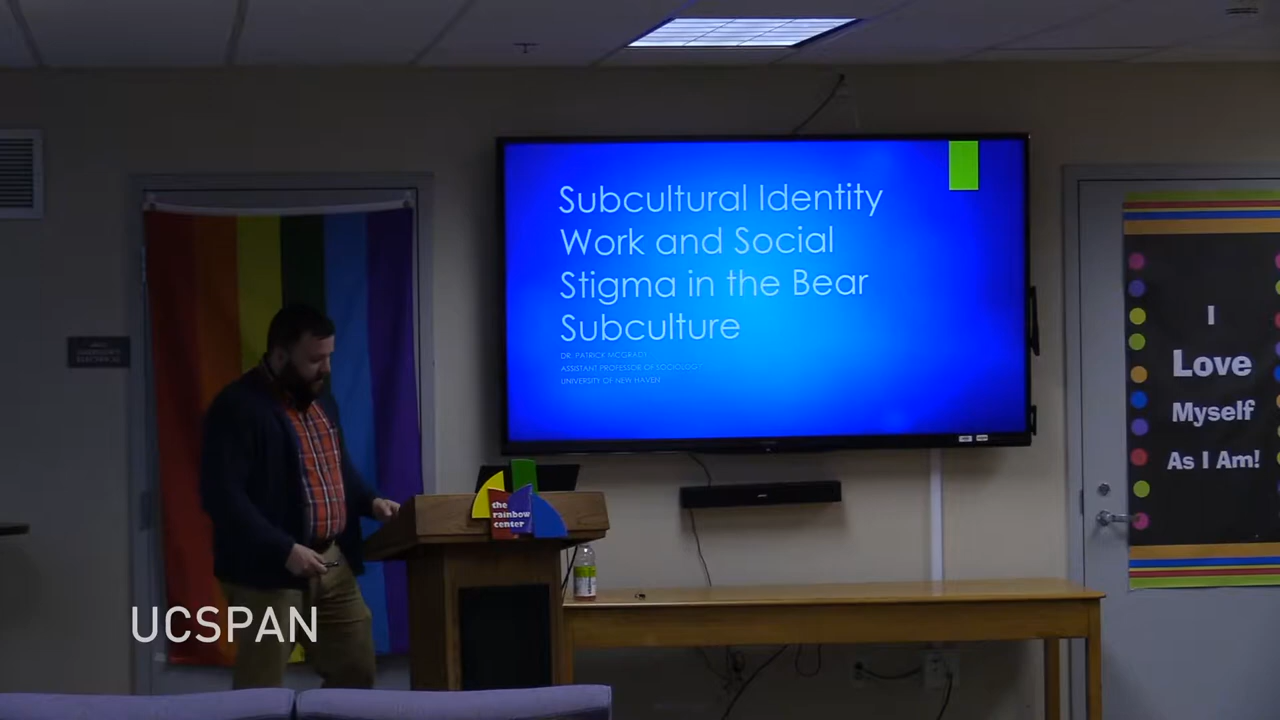 Subcultural Identity
Work and Social
Stigma in the Bear
Subculture
DR. PATRICK MCGRADY
ASSISTANT PROFESSOR OF SOCIOLOGY
UNIVERSITY OF NEW HAVEN
I
Love
Myself
As I Am!
the
rainbow
center
UCSPAN